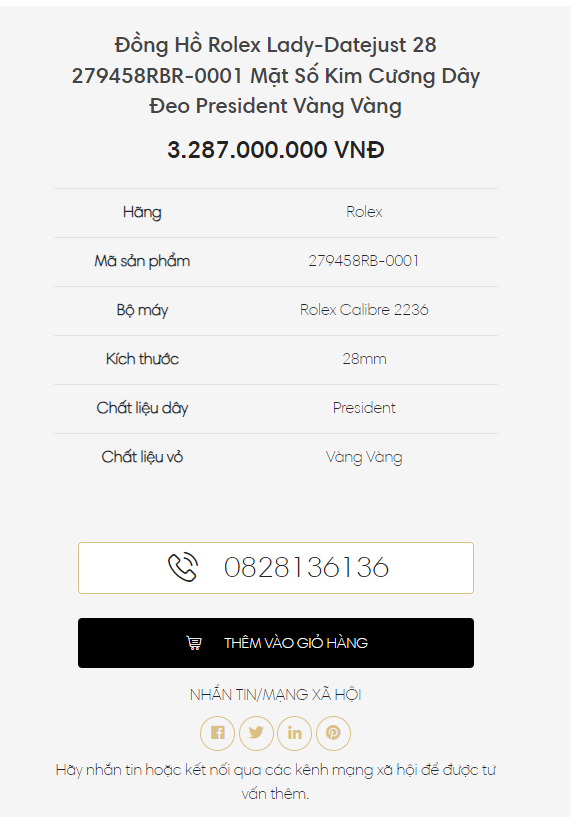 Đồng Hồ Rolex Lady-Datejust 28
279458RBR-0001 Mặt Số Kim Cương Dây
Đeo President Vàng Vàng
3.287.000.000 VNĐ
Hãng Rolex
Mã sản phẩm 279458RB-0001
Bộ máy Rolex Calibre 2236
Kích thước 28mm
Chất liệu dây President
Chất liệu vỏ Vàng Vàng
0828136136
THÊM VÀO GIỎ HÀNG
NHẮN TIN/MẠNG XÃ HỘI
Hãy nhắn tin hoặc kết nối qua các kênh mạng xã hội để được tư
vấn thêm.